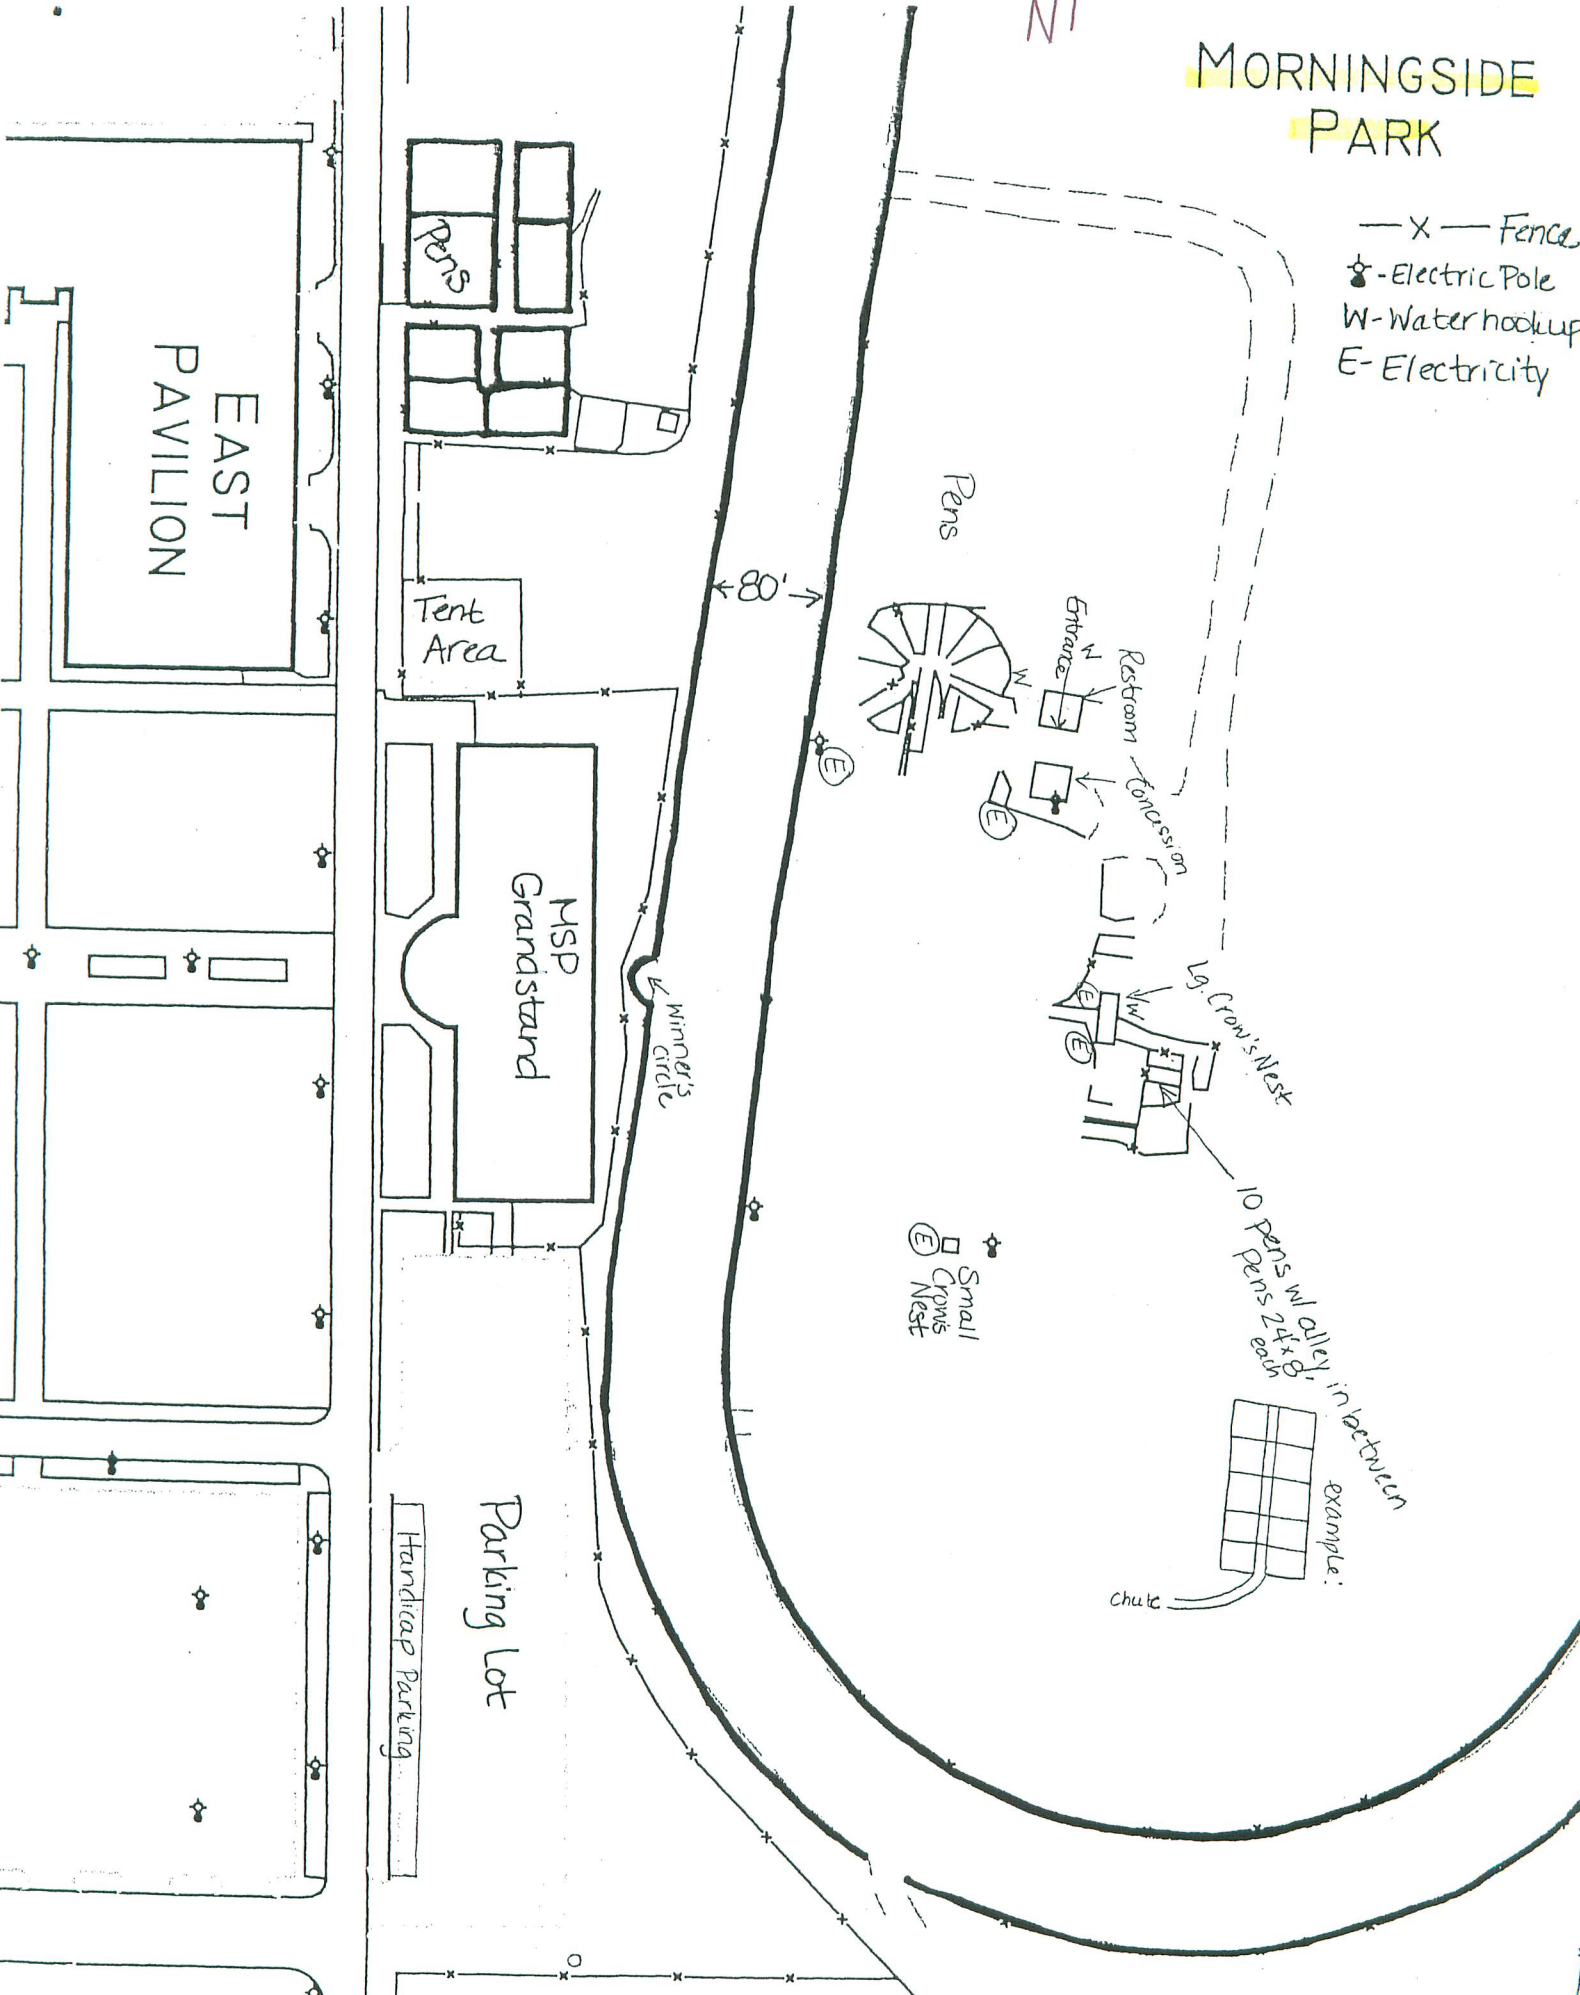 N↑
MORNINGSIDE
PARK
—X— Fence
- Electric Pole
W - Water hookup
E - Electricity
Pens
EAST
PAVILION
Pens
80'
Tent
Area
Entrance
W
W
Restroom
Concession
E
E
MSP
Grandstand
Winner's
Circle
Lg. Crow's Nest
W
E
E
10 pens w/ alley in between
pens 24'x8'
each
E
Small
Crow's
Nest
example:
chute
Parking Lot
Handicap Parking